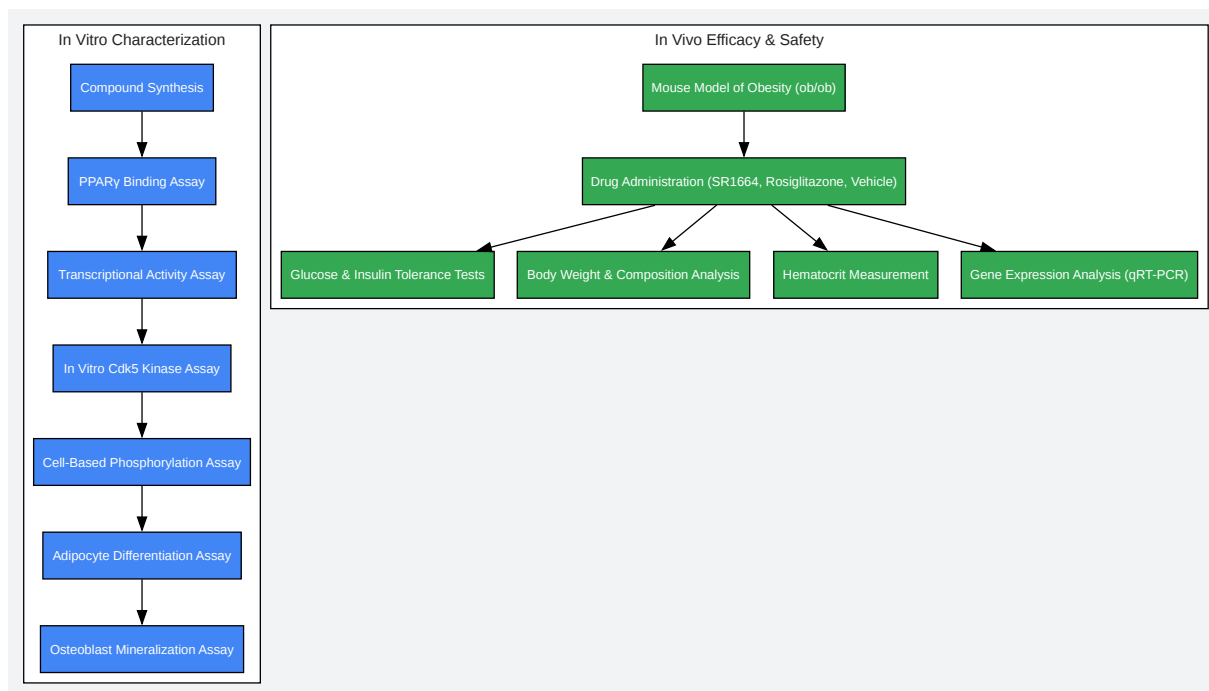 In Vitro Characterization
Compound Synthesis
PPARγ Binding Assay
Transcriptional Activity Assay
In Vitro Cdk5 Kinase Assay
Cell-Based Phosphorylation Assay
Adipocyte Differentiation Assay
Osteoblast Mineralization Assay
In Vivo Efficacy & Safety
Mouse Model of Obesity (ob/ob)
Drug Administration (SR1664, Rosiglitazone, Vehicle)
Glucose & Insulin Tolerance Tests
Body Weight & Composition Analysis
Hematocrit Measurement
Gene Expression Analysis (qRT-PCR)